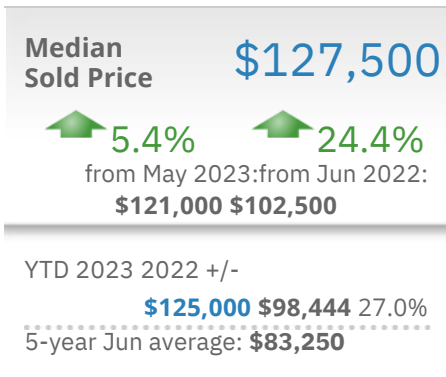 Median
Sold Price
$127,500
5.4% 24.4%
from May 2023:from Jun 2022:
$121,000 $102,500
YTD 2023 2022 +/-
$125,000 $98,444 27.0%
5-year Jun average: $83,250